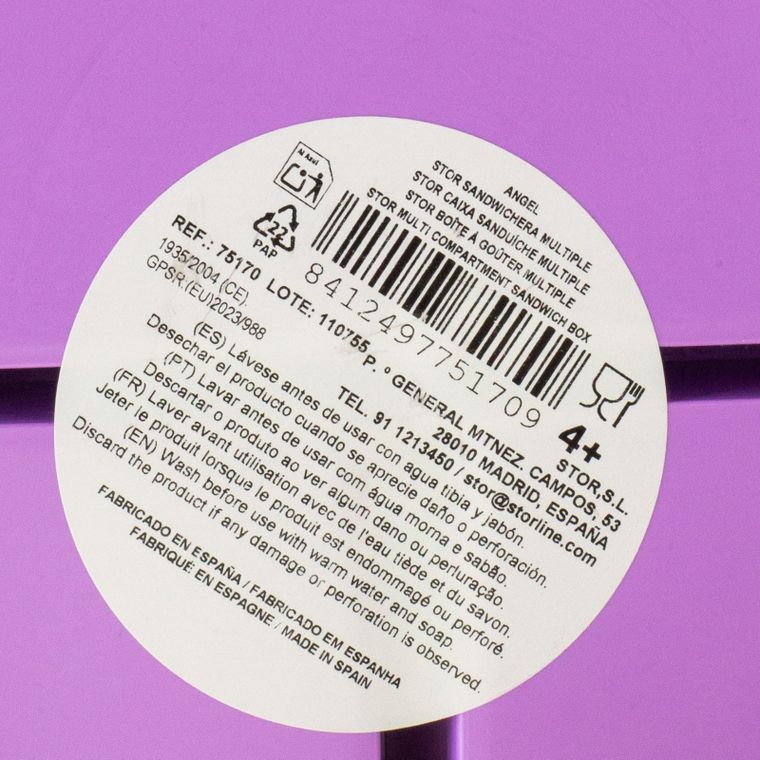 ANGEL
STOR SANDWICHERA MULTIPLE
STOR CAIXA SANDUÍCHE MULTIPLE
STOR BOÎTE À GOÛTER MULTIPLE
STOR MULTI COMPARTMENT SANDWICH BOX
Al Azul
22
PAP
8412497751709
4+
REF.: 75170 LOTE: 110755
1935/2004 (CE).
GPSR.(EU)2023/988
STOR,S.L.
P. º GENERAL MTNEZ. CAMPOS, 53
28010 MADRID, ESPAÑA
TEL. 91 1213450 / stor@storline.com
(ES) Lávese antes de usar con agua tibia y jabón.
Desechar el producto cuando se aprecie daño o perforación.
(PT) Lavar antes de usar com água morna e sabão.
Descartar o produto ao ver algum dano ou perluração.
(FR) Laver avant utilisation avec de l'eau tiède et du savon.
Jeter le produit lorsque le produit est endommagé ou perforé.
(EN) Wash before use with warm water and soap.
Discard the product if any damage or perforation is observed.
FABRICADO EN ESPAÑA / FABRICADO EM ESPANHA
FABRIQUÉ EN ESPAGNE / MADE IN SPAIN